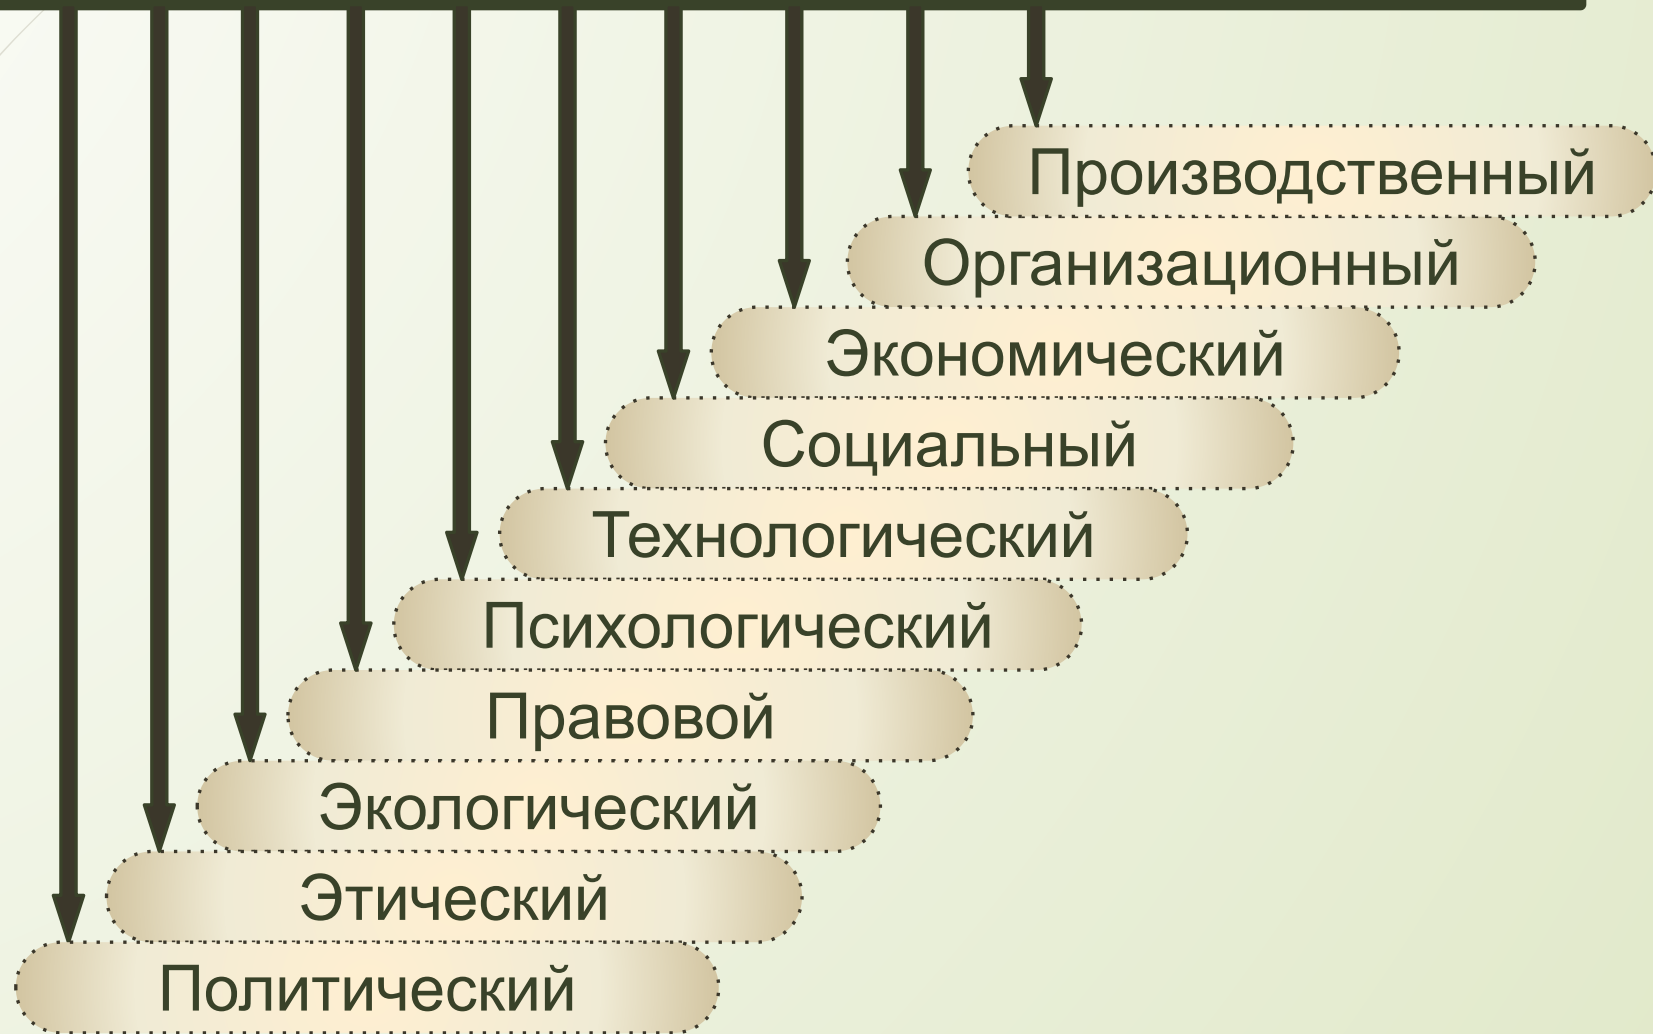 Производственный
Организационный
Экономический
Социальный
Технологический
Психологический
Правовой
Экологический
Этический
Политический